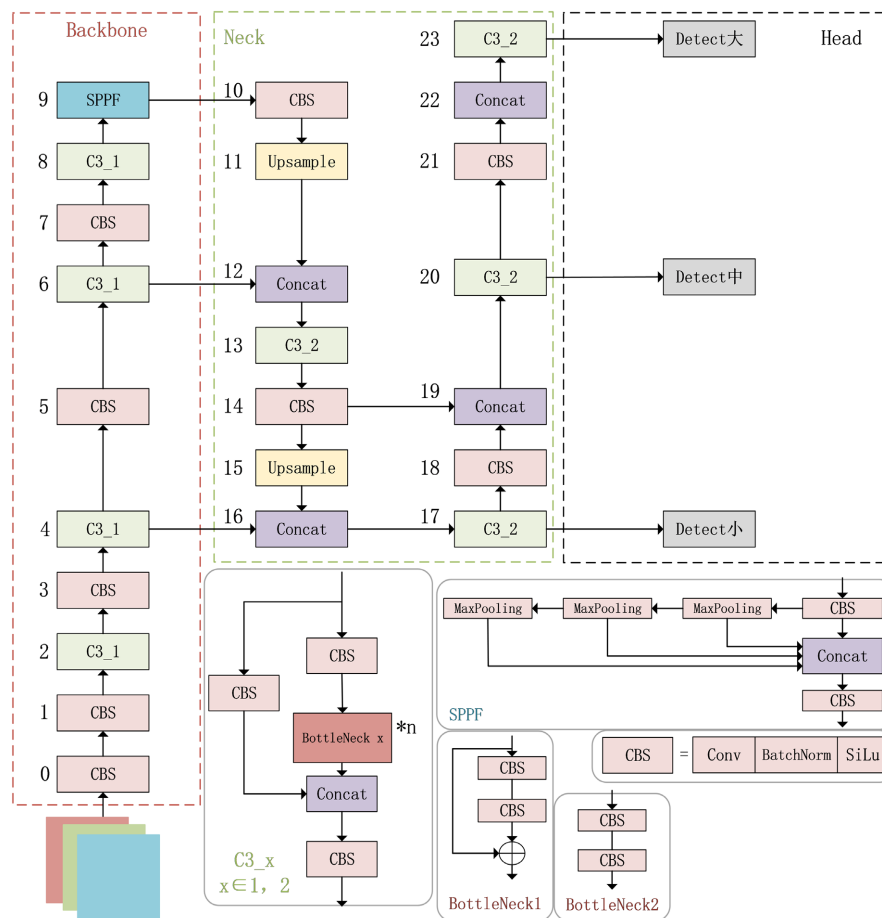 Backbone
Neck
Head
23
C3_2
Detect大
9
SPPF
10
CBS
22
Concat
8
C3_1
11
Upsample
21
CBS
7
CBS
6
C3_1
12
Concat
20
C3_2
Detect中
13
C3_2
5
CBS
14
CBS
19
Concat
15
Upsample
18
CBS
4
C3_1
16
Concat
17
C3_2
Detect小
3
CBS
2
C3_1
1
CBS
0
CBS
CBS
CBS
BottleNeck x
*n
Concat
CBS
C3_x
x∈1, 2
MaxPooling
MaxPooling
MaxPooling
CBS
Concat
CBS
SPPF
CBS
=
Conv
BatchNorm
SiLu
CBS
CBS
BottleNeck1
CBS
CBS
BottleNeck2